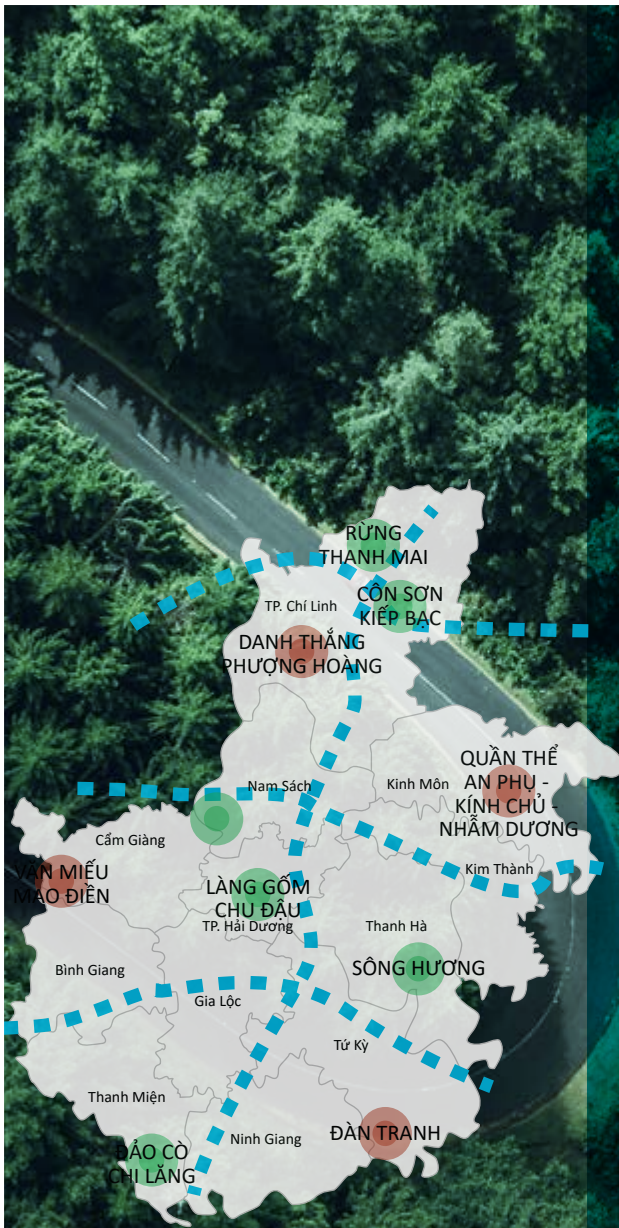 RỪNG
THANH MAI
CÔN SƠN
KIẾP BẠC
TP. Chí Linh
DANH THẮNG
PHƯỢNG HOÀNG
QUẦN THỂ
AN PHỤ -
KÍNH CHỦ -
NHẪM DƯƠNG
Nam Sách
Kinh Môn
Cẩm Giàng
VĂN MIẾU
MAO ĐIỀN
Kim Thành
LÀNG GỐM
CHU ĐẬU
TP. Hải Dương
Thanh Hà
SÔNG HƯƠNG
Bình Giang
Gia Lộc
Tứ Kỳ
Thanh Miện
Ninh Giang
ĐÀN TRANH
ĐẢO CÒ
CHI LĂNG